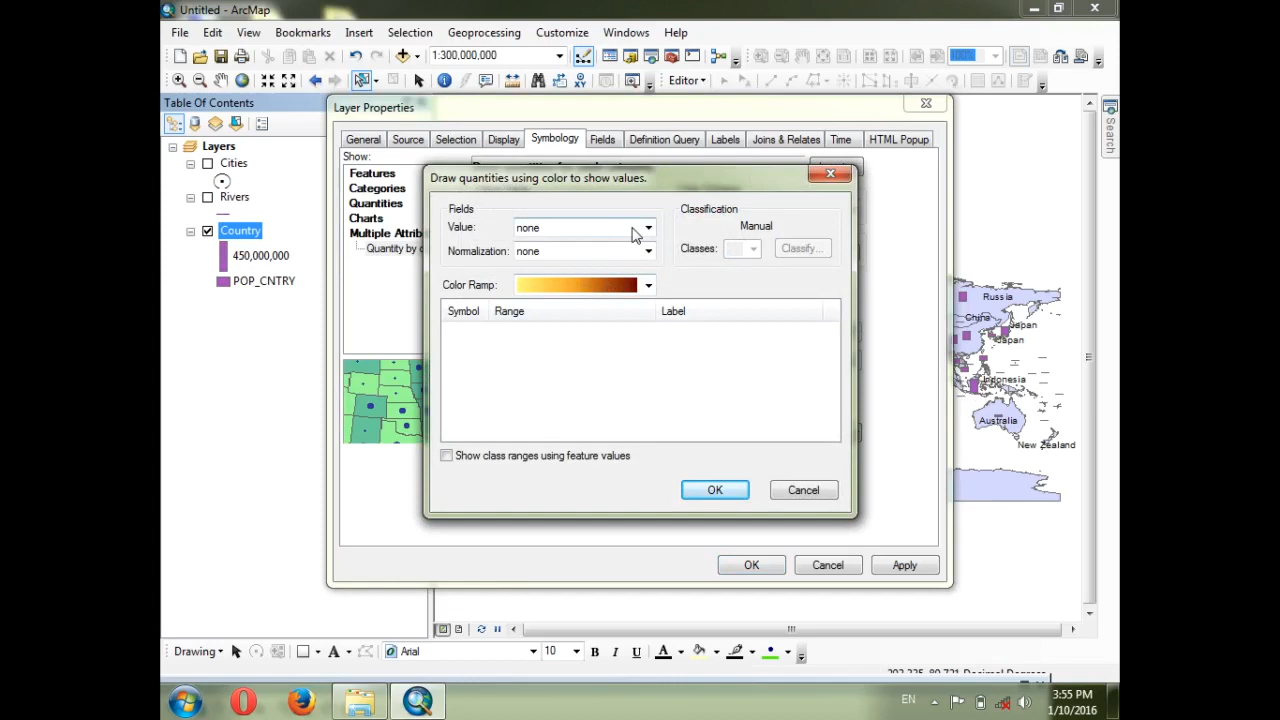 Untitled - ArcMap
File Edit View Bookmarks Insert Selection Geoprocessing Customize Windows Help
1:300,000,000
100%
Editor
Table Of Contents
Layers
Cities
Rivers
Country
450,000,000
POP_CNTRY
Layer Properties
General Source Selection Display Symbology Fields Definition Query Labels Joins & Relates Time HTML Popup
Show:
Features
Categories
Quantities
Charts
Multiple Attrib
Quantity by c
Draw quantities using color to show values.
Fields
Value: none
Normalization: none
Classification
Manual
Classes:
Classify...
Color Ramp:
Symbol Range Label
Show class ranges using feature values
OK Cancel
OK Cancel Apply
Russia
China
Japan
Japan
Indonesia
Australia
New Zealand
Search
Drawing
Arial 10 B I U A
Decimal Degrees
EN
3:55 PM
1/10/2016